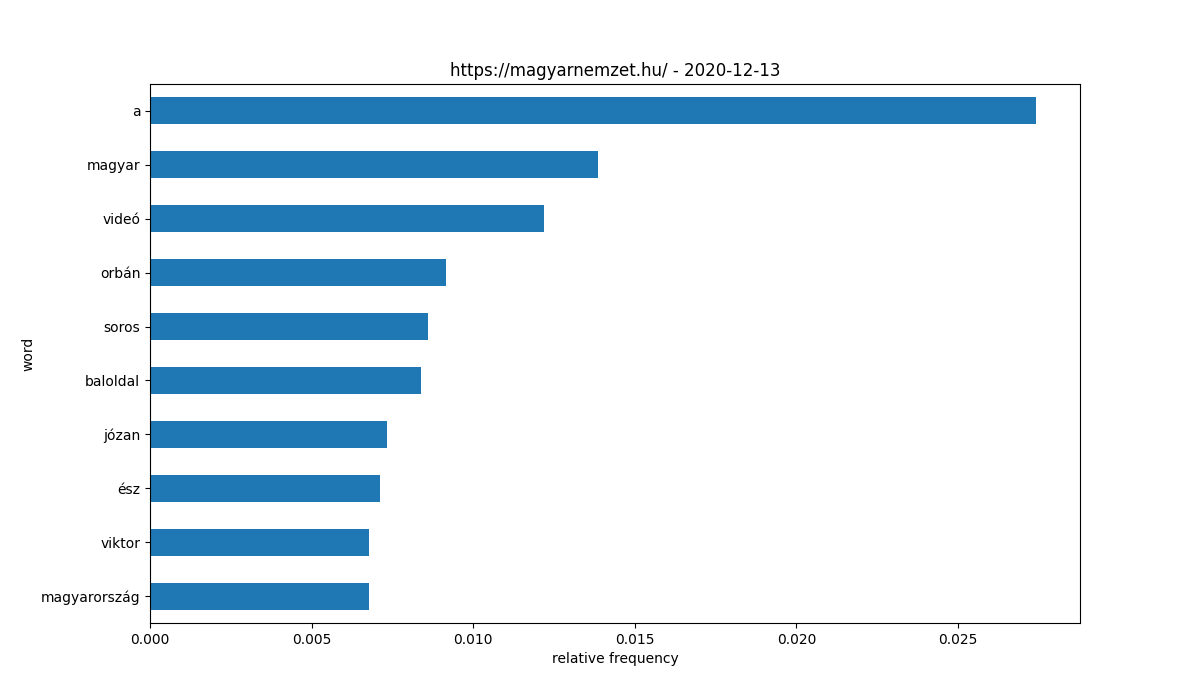 https://magyarnemzet.hu/ - 2020-12-13
a
magyar
videó
orbán
soros
baloldal
józan
ész
viktor
magyarország
word
0.000 0.005 0.010 0.015 0.020 0.025
relative frequency